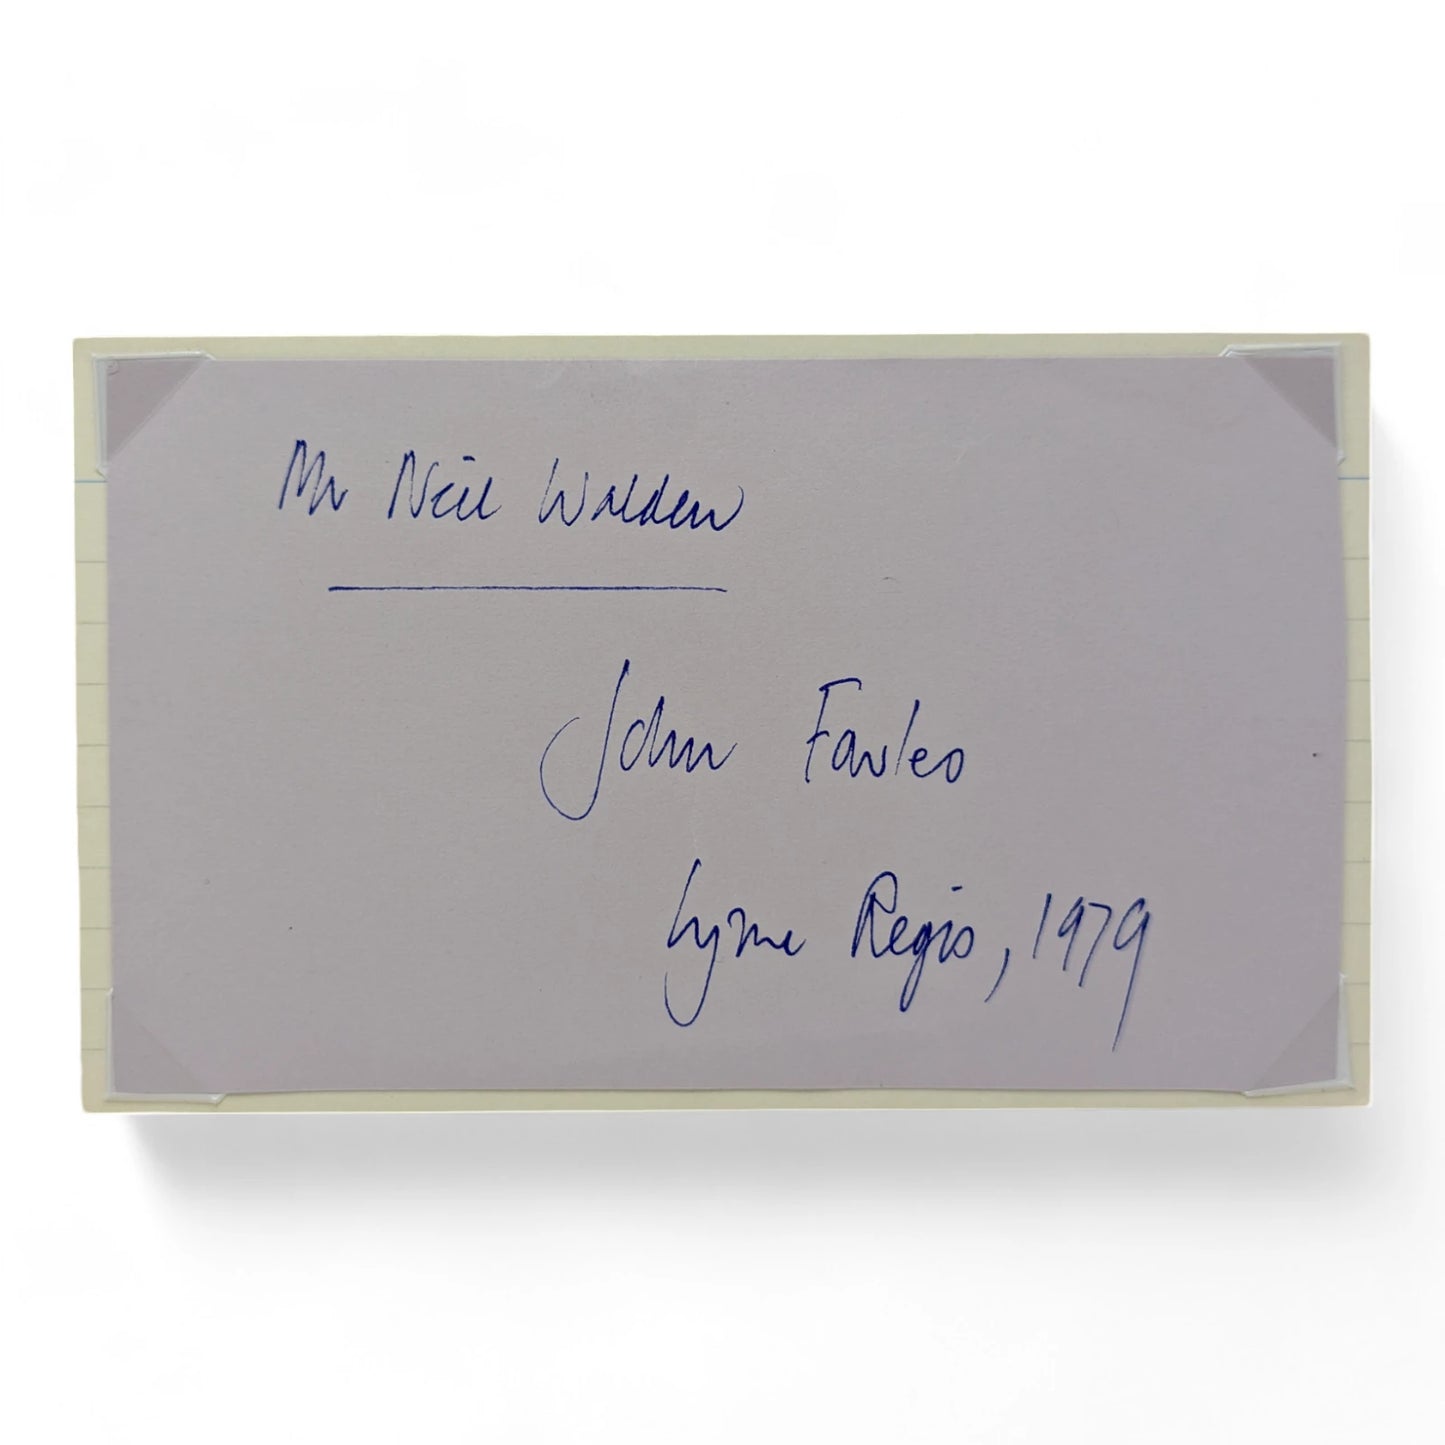 Mr Neil Walden
John Fowles
Lyme Regis, 1979